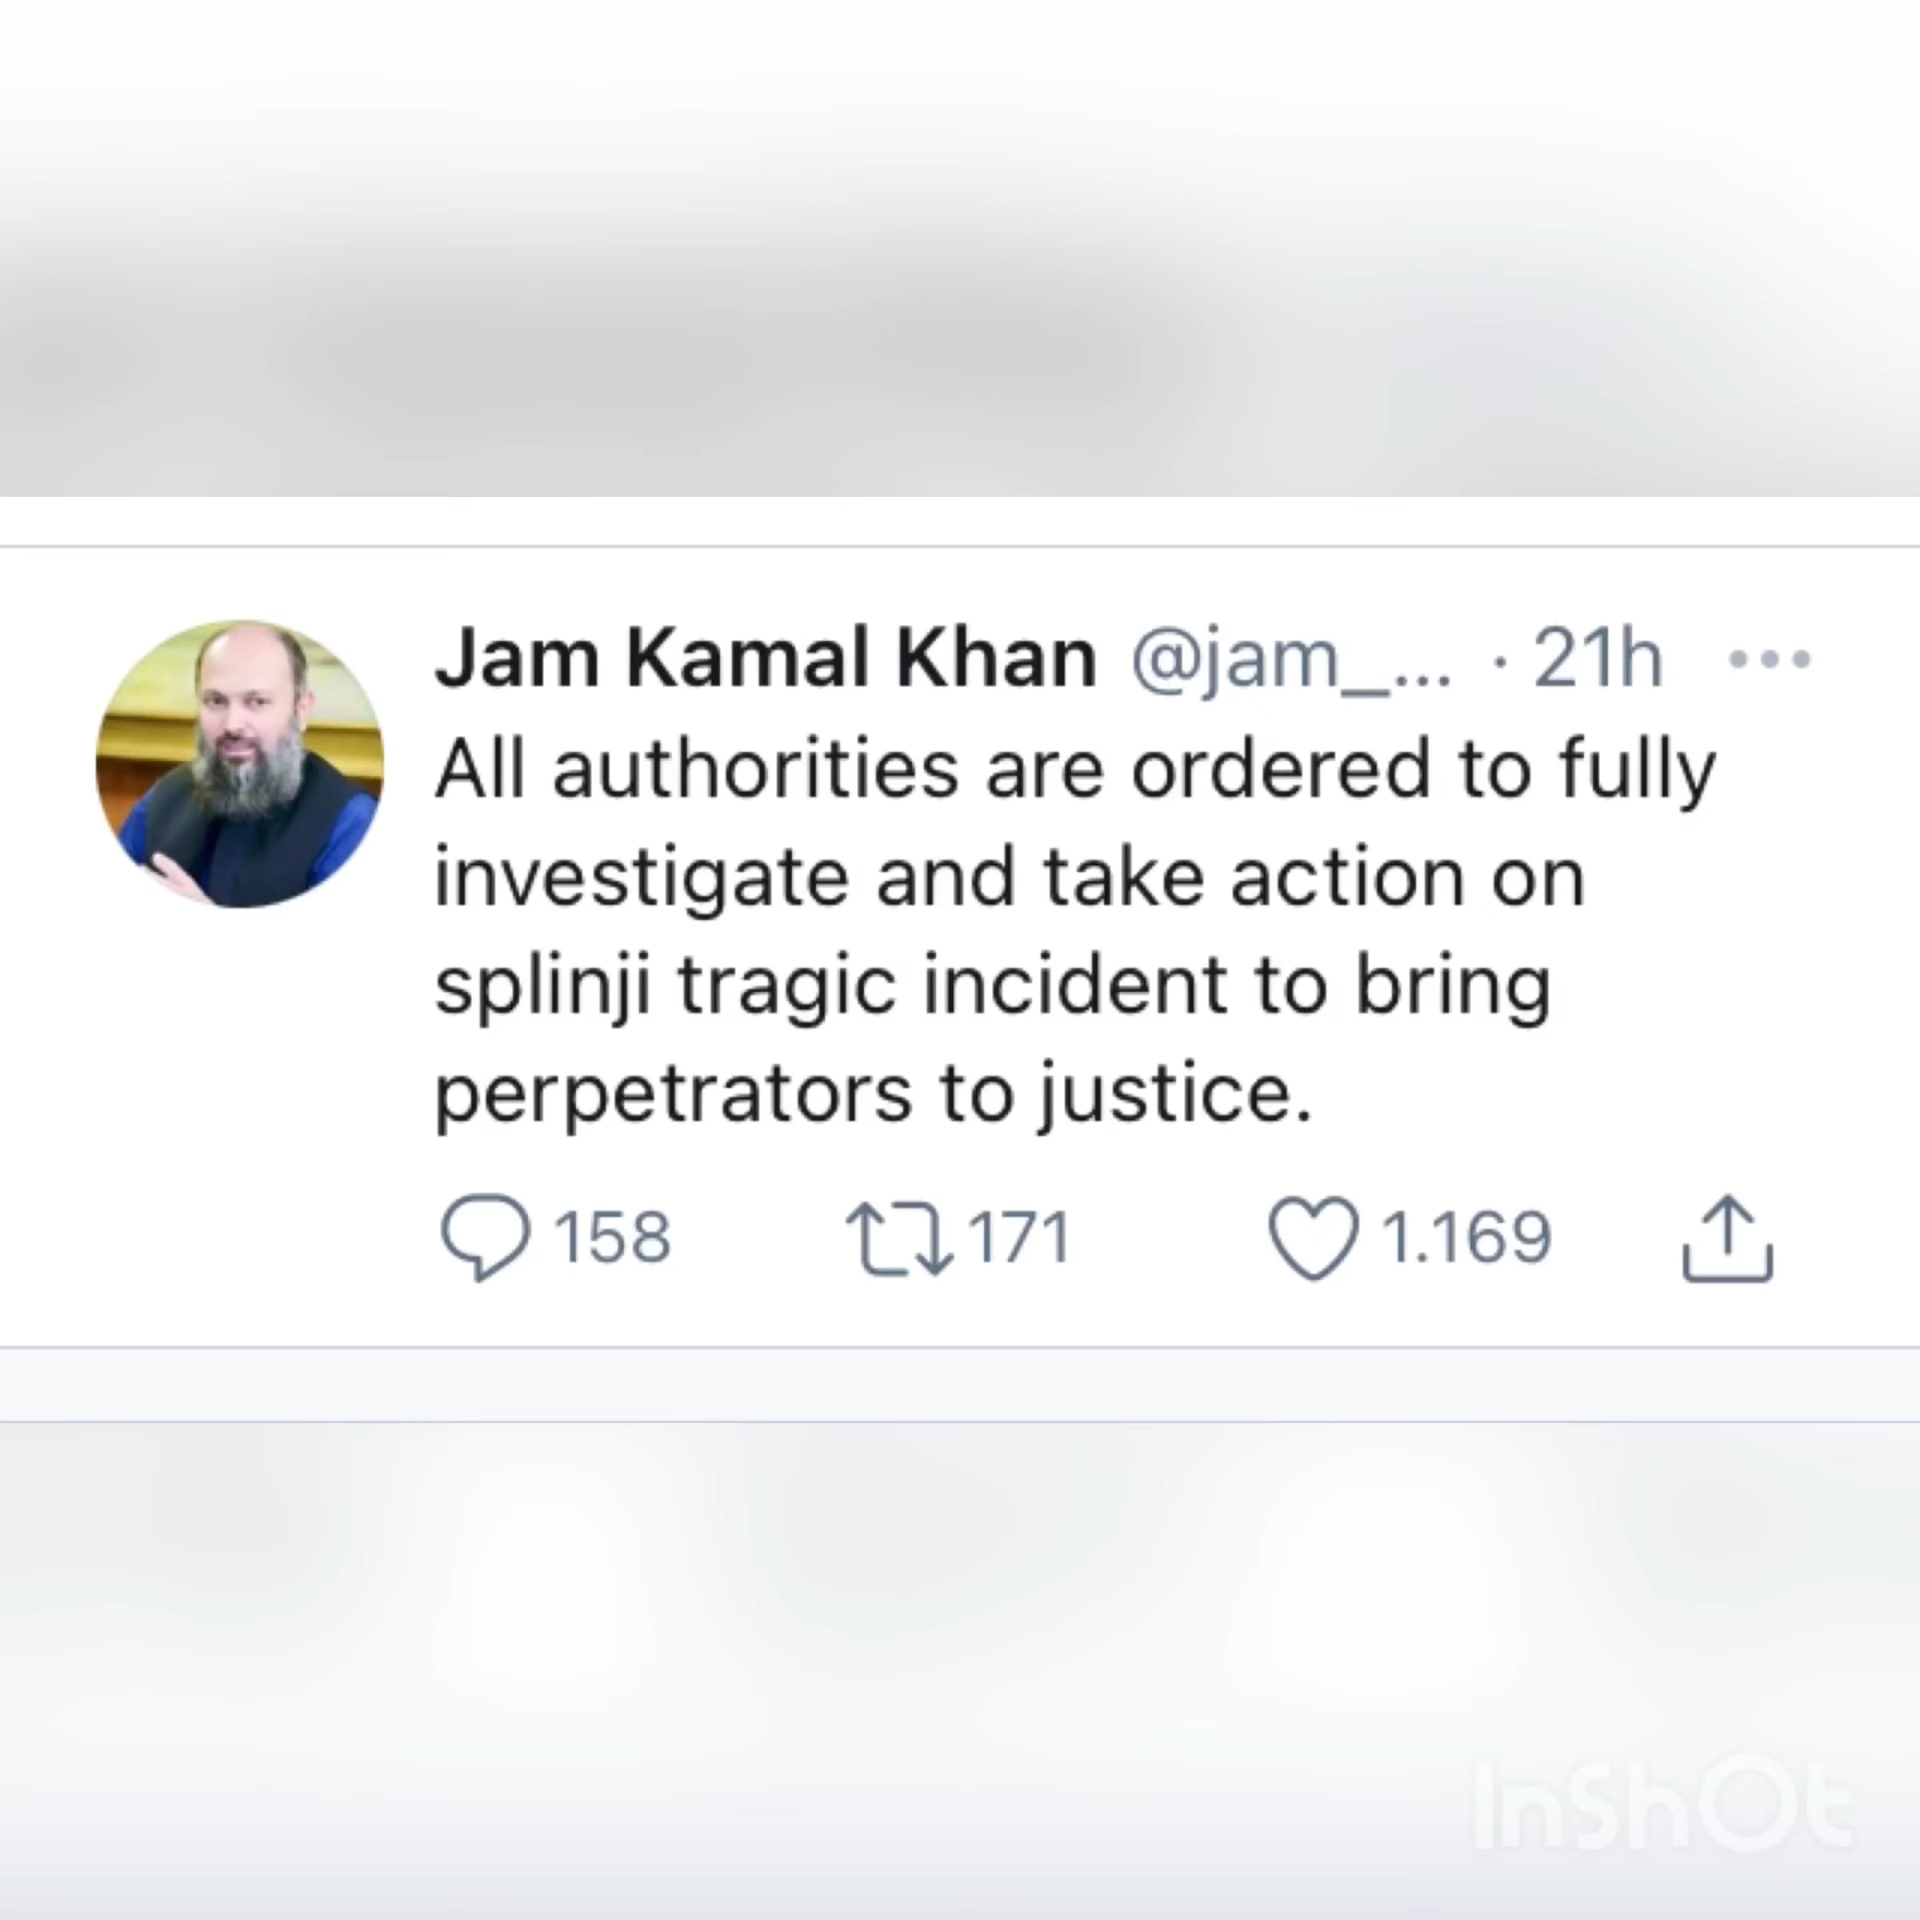 Jam Kamal Khan @jam_... · 21h
All authorities are ordered to fully
investigate and take action on
splinji tragic incident to bring
perpetrators to justice.
158 171 1.169
InShOt